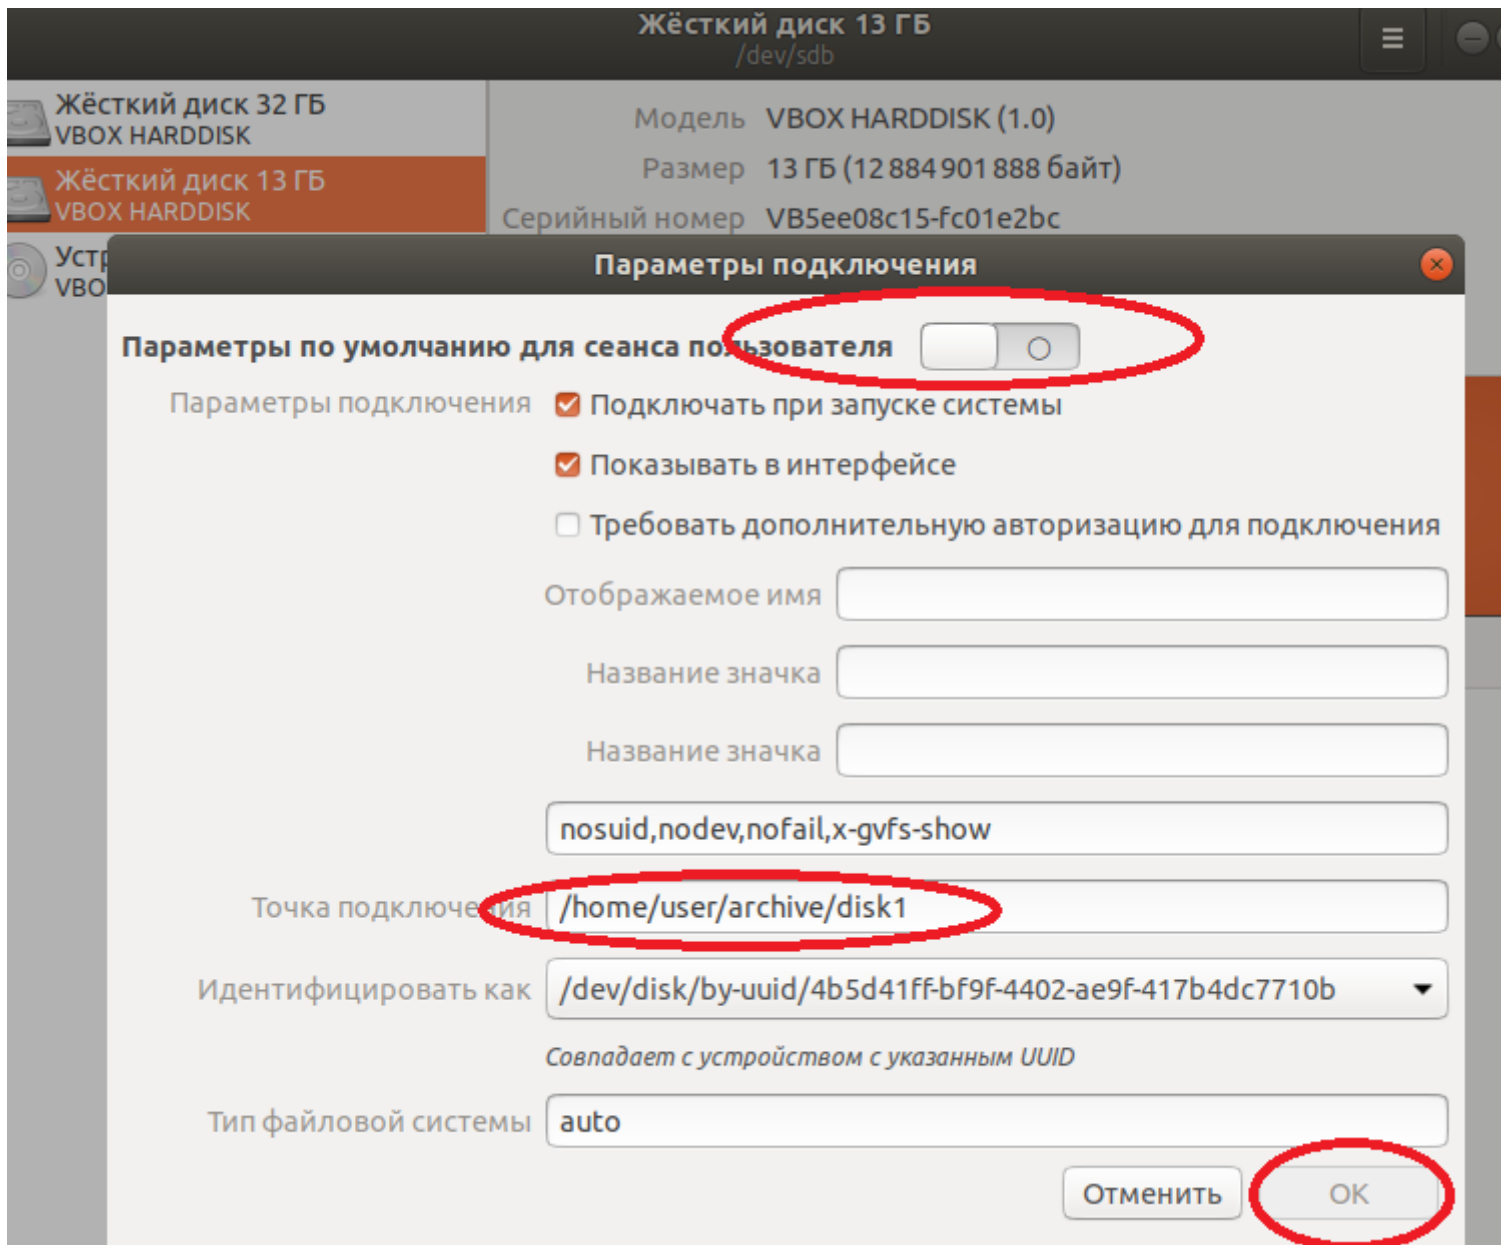 Жёсткий диск 13 ГБ
/dev/sdb
Жёсткий диск 32 ГБ
VBOX HARDDISK
Жёсткий диск 13 ГБ
VBOX HARDDISK
Устр
VBO
Модель VBOX HARDDISK (1.0)
Размер 13 ГБ (12 884 901 888 байт)
Серийный номер VB5ee08c15-fc01e2bc
Параметры подключения
Параметры по умолчанию для сеанса пользователя
Параметры подключения Подключать при запуске системы
Показывать в интерфейсе
Требовать дополнительную авторизацию для подключения
Отображаемое имя
Название значка
Название значка
nosuid,nodev,nofail,x-gvfs-show
Точка подключения /home/user/archive/disk1
Идентифицировать как /dev/disk/by-uuid/4b5d41ff-bf9f-4402-ae9f-417b4dc7710b
Совпадает с устройством с указанным UUID
Тип файловой системы auto
Отменить OK